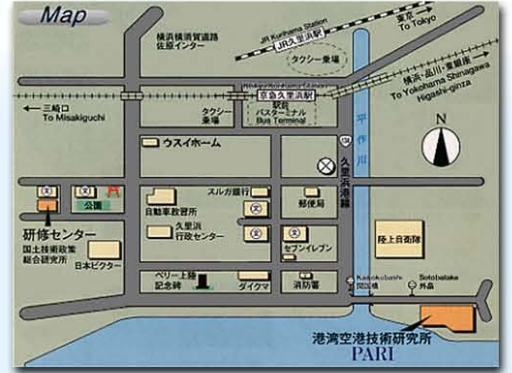 Map
横浜横須賀道路
佐原インター
JR Kurihama Station
JR久里浜駅
東京
To Tokyo
タクシー乗場
横浜・品川・東銀座
To Yokohama Shinagawa
Higashi-ginza
三崎口
To Misakiguchi
京急久里浜駅
タクシー
乗場
駅前
バスターミナル
Bus Terminal
平作川
N
ウスイホーム
久里浜港線
文
文
公園
自動車教習所
スルガ銀行
文
郵便局
研修センター
国土技術政策
総合研究所
日本ビクター
久里浜
行政センター
文
セブンイレブン
陸上自衛隊
ペリー上陸
記念碑
ダイクマ
消防署
開国橋
Sotobatake
外畠
港湾空港技術研究所
PARI